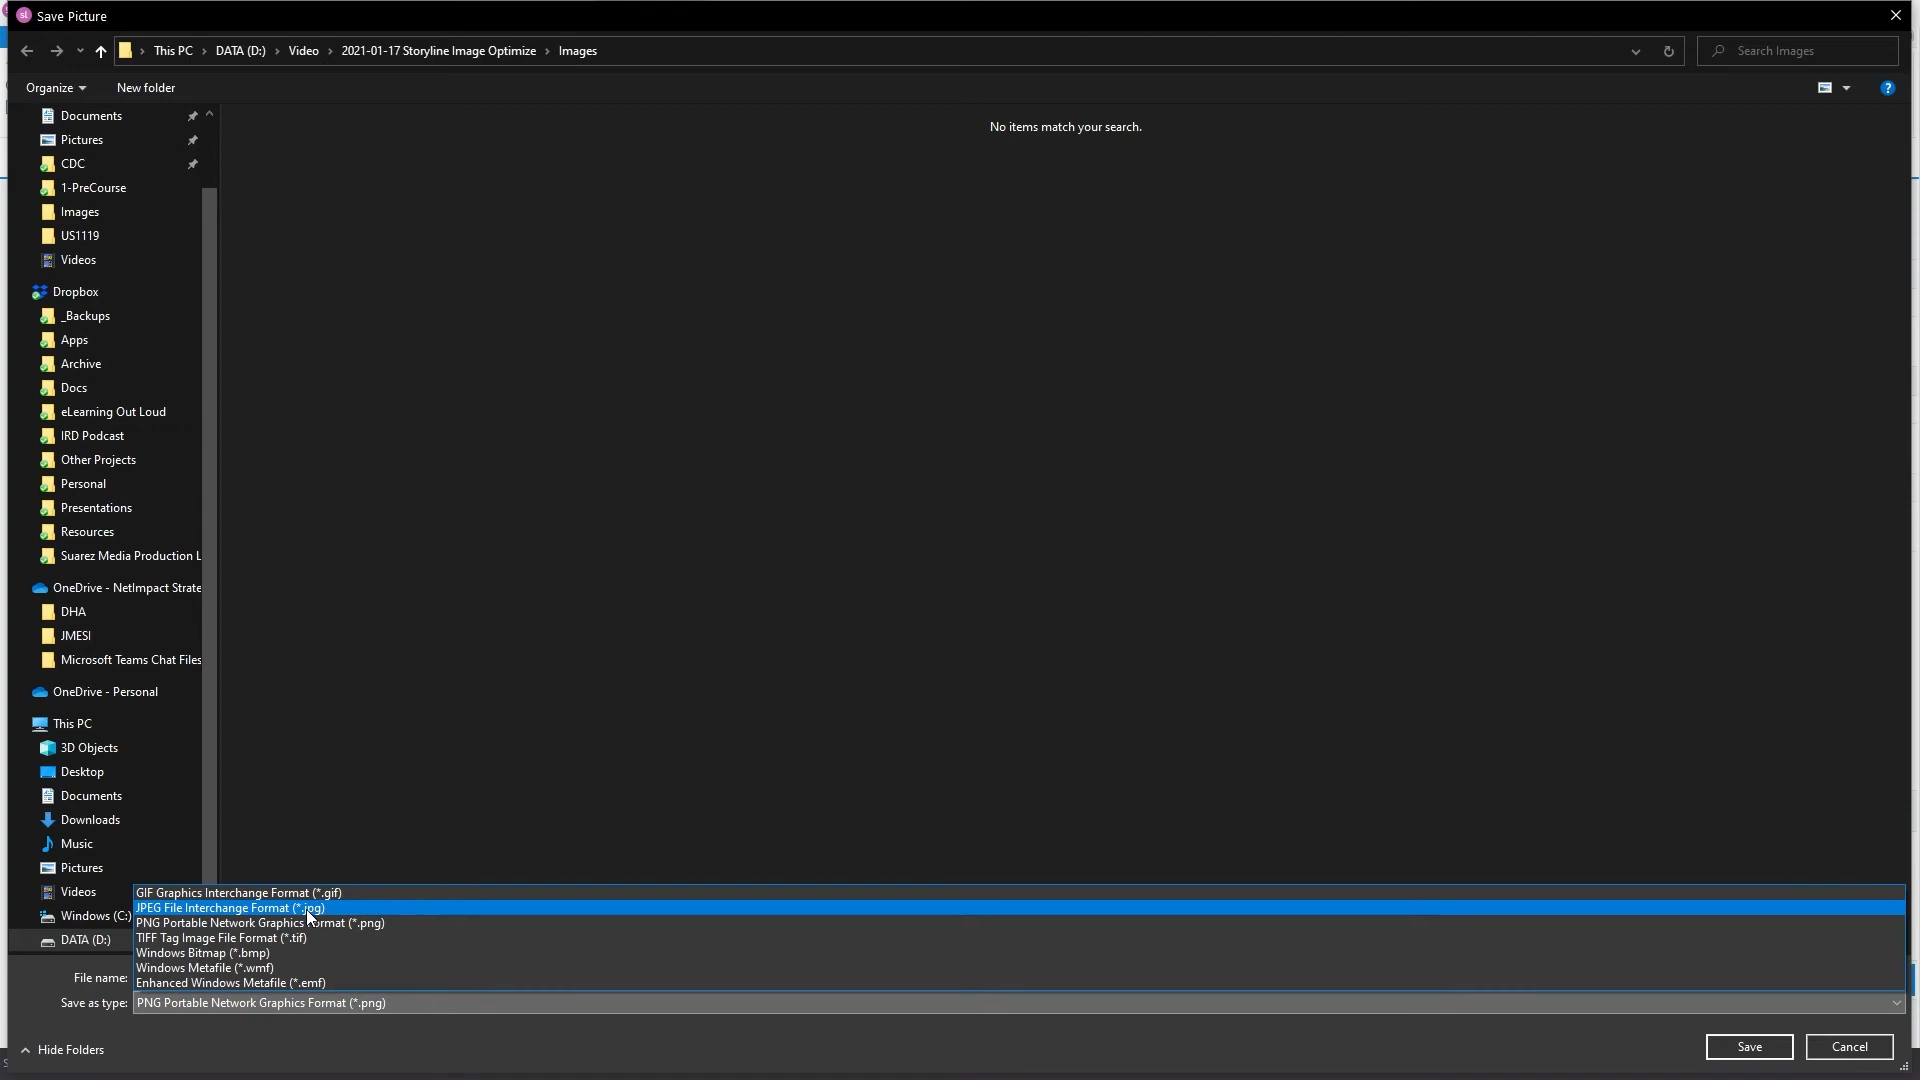 sl Save Picture
This PC > DATA (D:) > Video > 2021-01-17 Storyline Image Optimize > Images
Search Images
Organize New folder
?
Documents
Pictures
CDC
1-PreCourse
Images
US1119
Videos
Dropbox
_Backups
Apps
Archive
Docs
eLearning Out Loud
IRD Podcast
Other Projects
Personal
Presentations
Resources
Suarez Media Production L
OneDrive - NetImpact Strate
DHA
JMESI
Microsoft Teams Chat Files
OneDrive - Personal
This PC
3D Objects
Desktop
Documents
Downloads
Music
Pictures
Videos
Windows (C:)
DATA (D:)
No items match your search.
GIF Graphics Interchange Format (*.gif)
JPEG File Interchange Format (*.jpg)
PNG Portable Network Graphics Format (*.png)
TIFF Tag Image File Format (*.tif)
Windows Bitmap (*.bmp)
Windows Metafile (*.wmf)
Enhanced Windows Metafile (*.emf)
File name:
Save as type: PNG Portable Network Graphics Format (*.png)
Hide Folders
Save Cancel